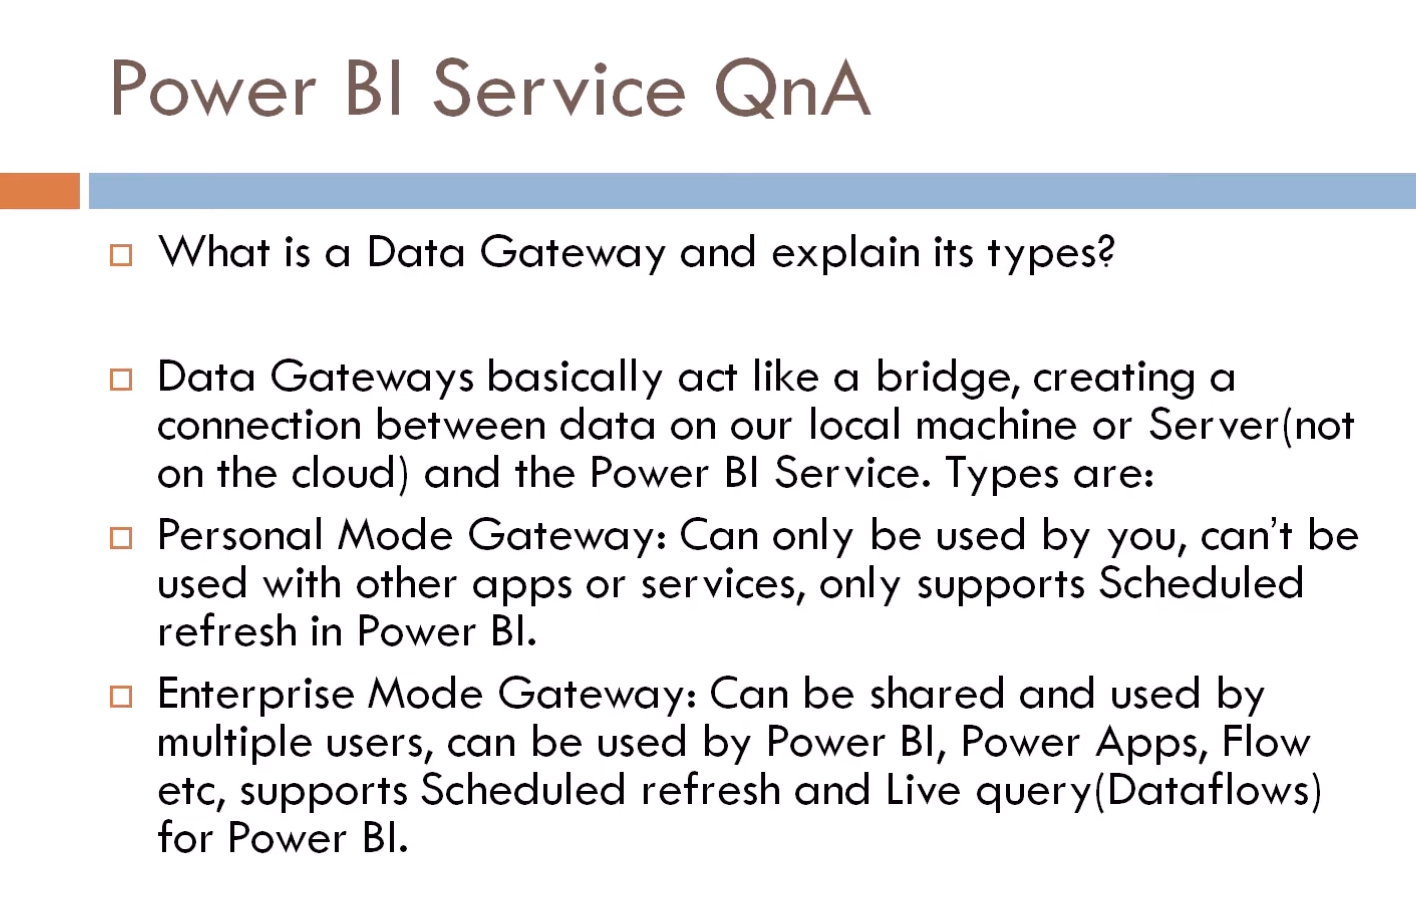 Power BI Service QnA
What is a Data Gateway and explain its types?
Data Gateways basically act like a bridge, creating a
connection between data on our local machine or Server(not
on the cloud) and the Power BI Service. Types are:
Personal Mode Gateway: Can only be used by you, can’t be
used with other apps or services, only supports Scheduled
refresh in Power BI.
Enterprise Mode Gateway: Can be shared and used by
multiple users, can be used by Power BI, Power Apps, Flow
etc, supports Scheduled refresh and Live query(Dataflows)
for Power BI.